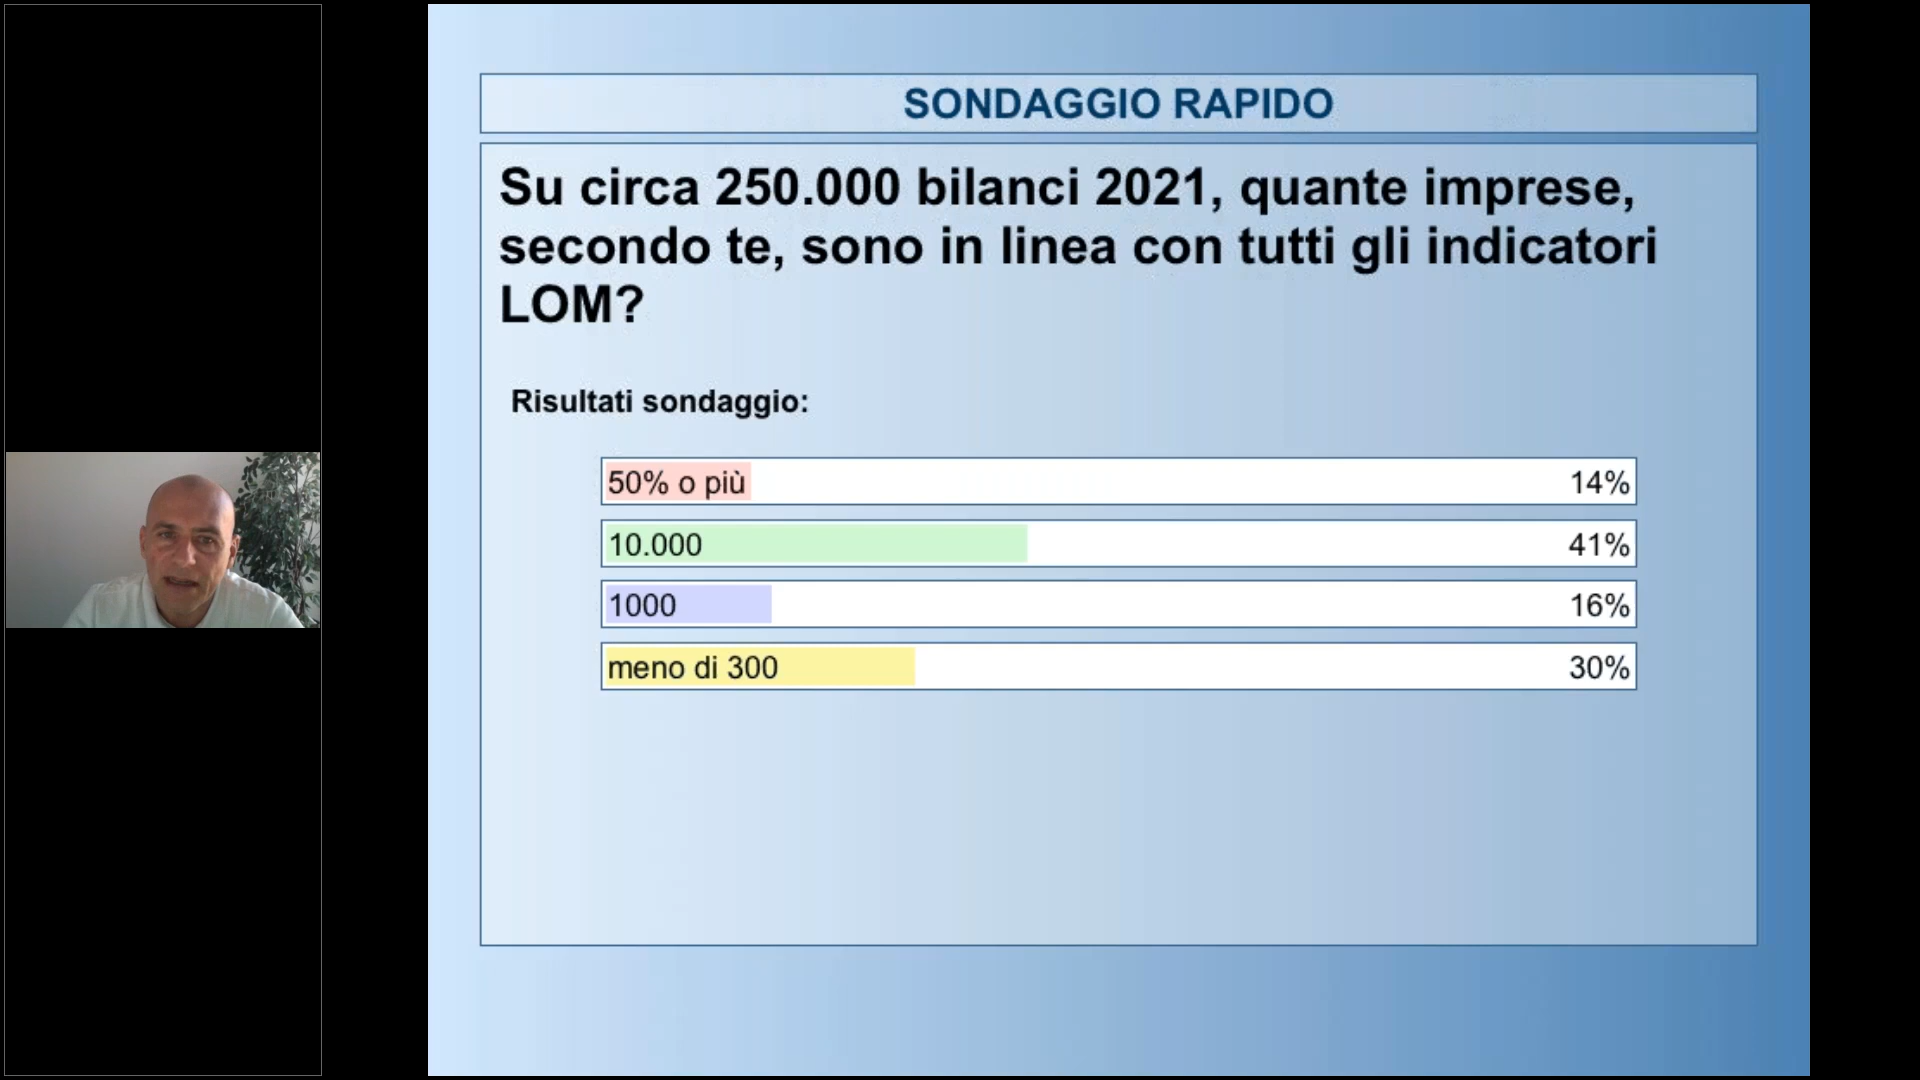 SONDAGGIO RAPIDO
Su circa 250.000 bilanci 2021, quante imprese,
secondo te, sono in linea con tutti gli indicatori
LOM?
Risultati sondaggio:
50% o più 14%
10.000 41%
1000 16%
meno di 300 30%